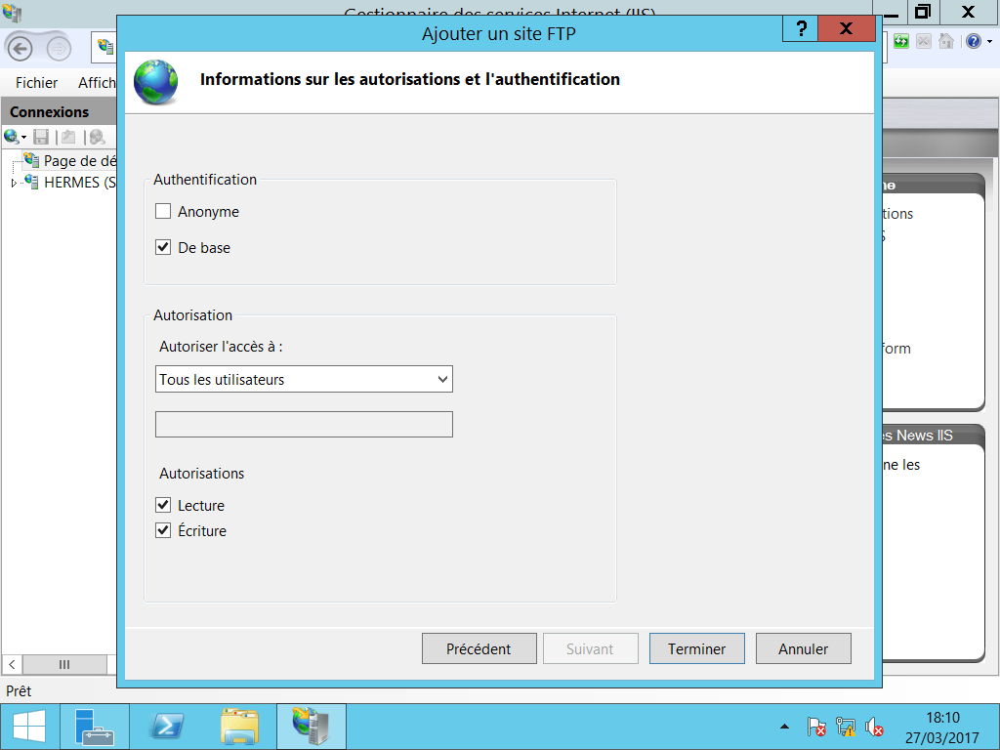 Gestionnaire des services Internet (IIS)
Ajouter un site FTP
?
Fichier
Affich
Connexions
Page de dé
HERMES (S
Informations sur les autorisations et l'authentification
Authentification
Anonyme
De base
Autorisation
Autoriser l'accès à :
Tous les utilisateurs
Autorisations
Lecture
Écriture
Précédent
Suivant
Terminer
Annuler
ne
tions
S
form
es News IIS
ne les
Prêt
18:10
27/03/2017